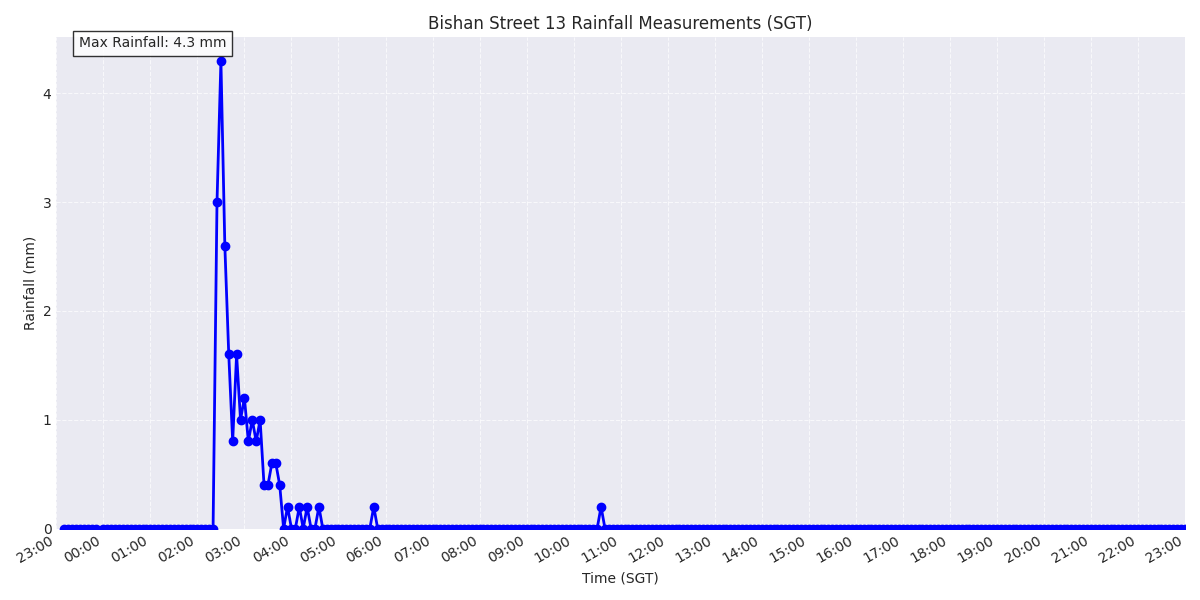 Bishan Street 13 Rainfall Measurements (SGT)
Max Rainfall: 4.3 mm
4
3
2
1
0
Rainfall (mm)
23:00 00:00 01:00 02:00 03:00 04:00 05:00 06:00 07:00 08:00 09:00 10:00 11:00 12:00 13:00 14:00 15:00 16:00 17:00 18:00 19:00 20:00 21:00 22:00 23:00
Time (SGT)